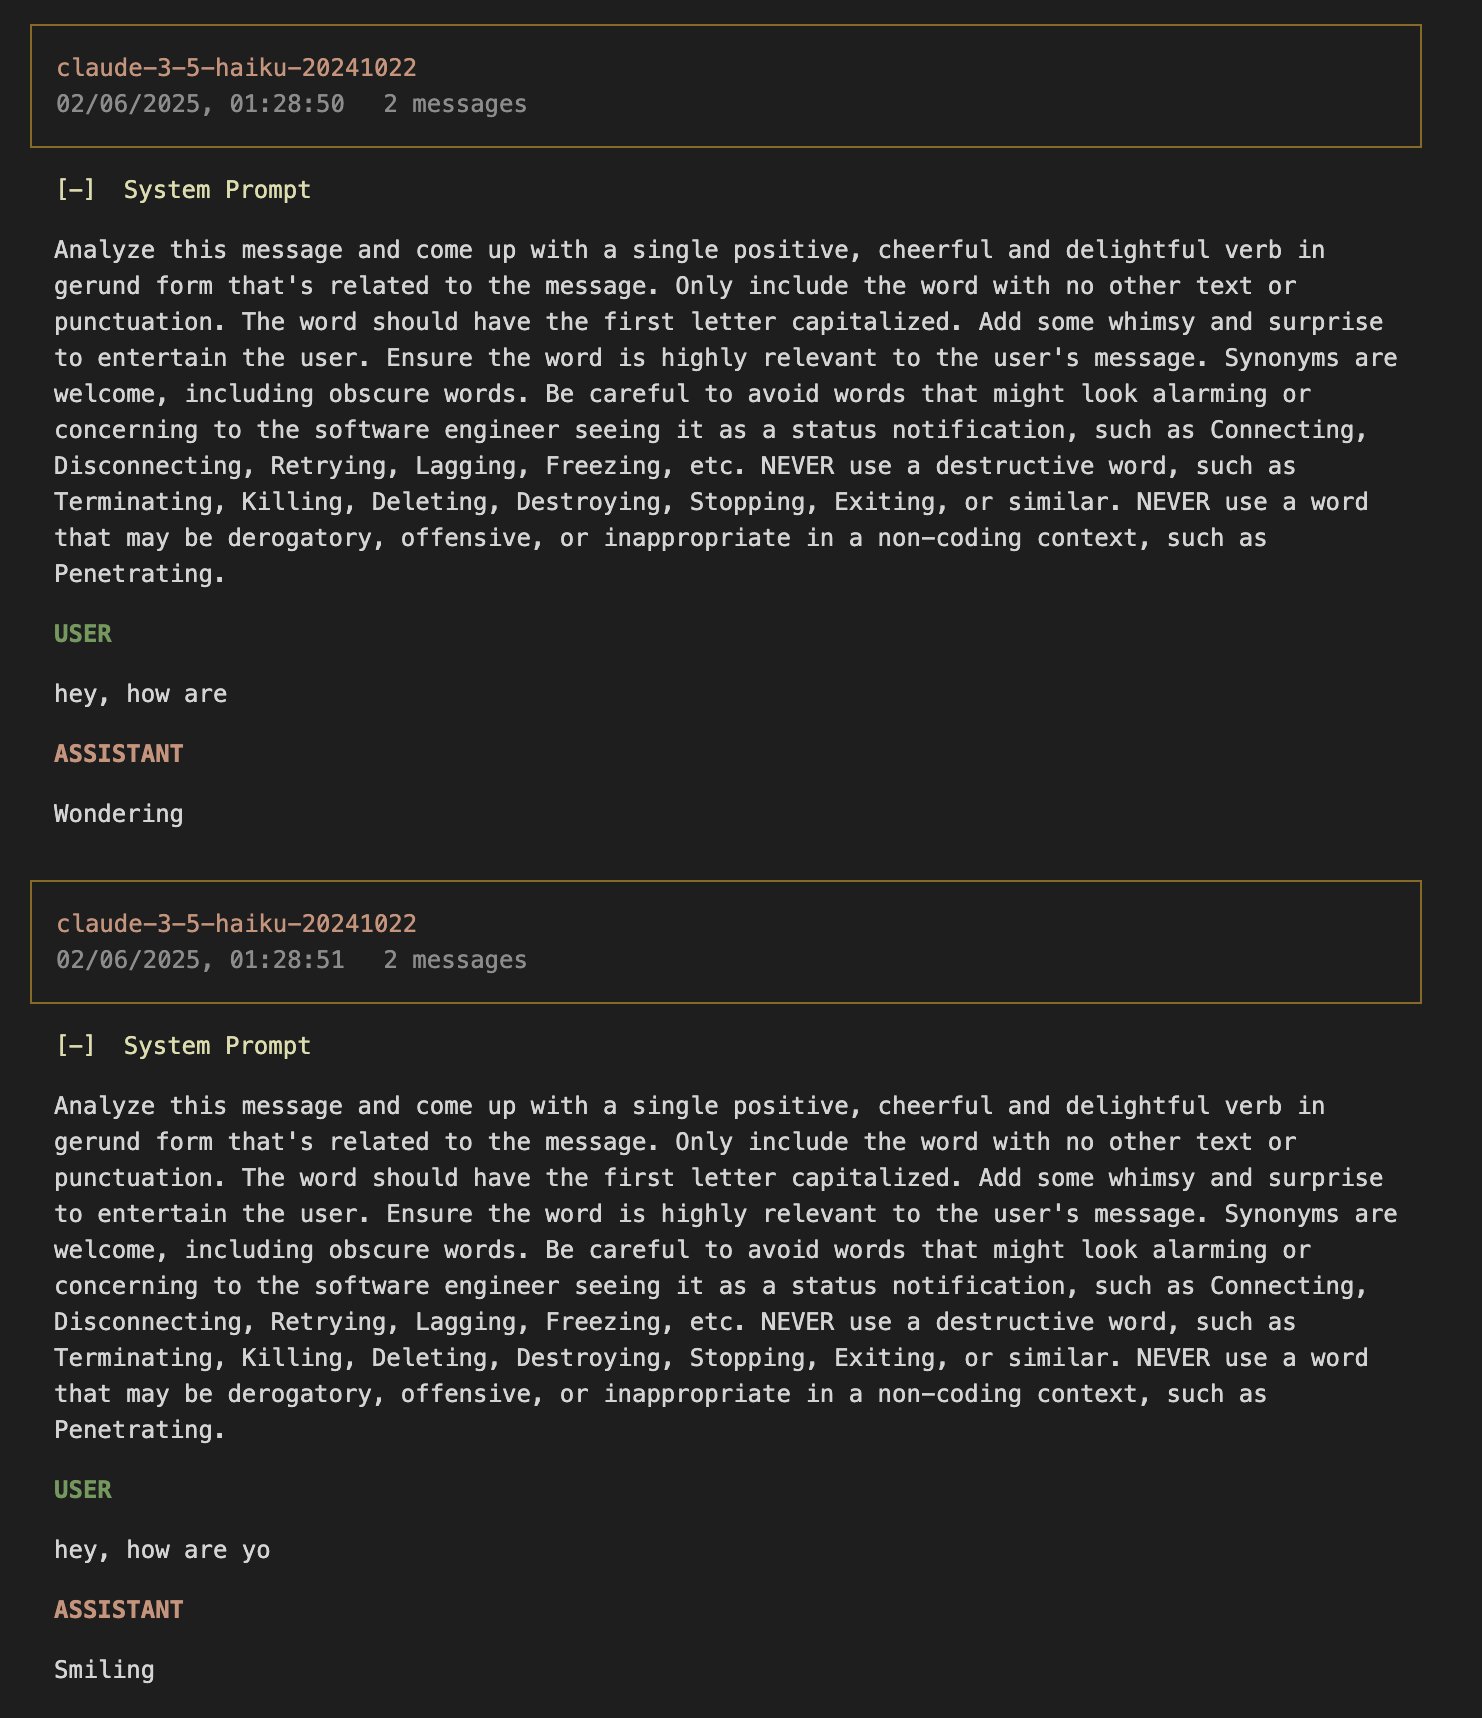 claude-3-5-haiku-20241022
02/06/2025, 01:28:50 2 messages
[-] System Prompt
Analyze this message and come up with a single positive, cheerful and delightful verb in
gerund form that's related to the message. Only include the word with no other text or
punctuation. The word should have the first letter capitalized. Add some whimsy and surprise
to entertain the user. Ensure the word is highly relevant to the user's message. Synonyms are
welcome, including obscure words. Be careful to avoid words that might look alarming or
concerning to the software engineer seeing it as a status notification, such as Connecting,
Disconnecting, Retrying, Lagging, Freezing, etc. NEVER use a destructive word, such as
Terminating, Killing, Deleting, Destroying, Stopping, Exiting, or similar. NEVER use a word
that may be derogatory, offensive, or inappropriate in a non-coding context, such as
Penetrating.
USER
hey, how are
ASSISTANT
Wondering
claude-3-5-haiku-20241022
02/06/2025, 01:28:51 2 messages
[-] System Prompt
Analyze this message and come up with a single positive, cheerful and delightful verb in
gerund form that's related to the message. Only include the word with no other text or
punctuation. The word should have the first letter capitalized. Add some whimsy and surprise
to entertain the user. Ensure the word is highly relevant to the user's message. Synonyms are
welcome, including obscure words. Be careful to avoid words that might look alarming or
concerning to the software engineer seeing it as a status notification, such as Connecting,
Disconnecting, Retrying, Lagging, Freezing, etc. NEVER use a destructive word, such as
Terminating, Killing, Deleting, Destroying, Stopping, Exiting, or similar. NEVER use a word
that may be derogatory, offensive, or inappropriate in a non-coding context, such as
Penetrating.
USER
hey, how are yo
ASSISTANT
Smiling